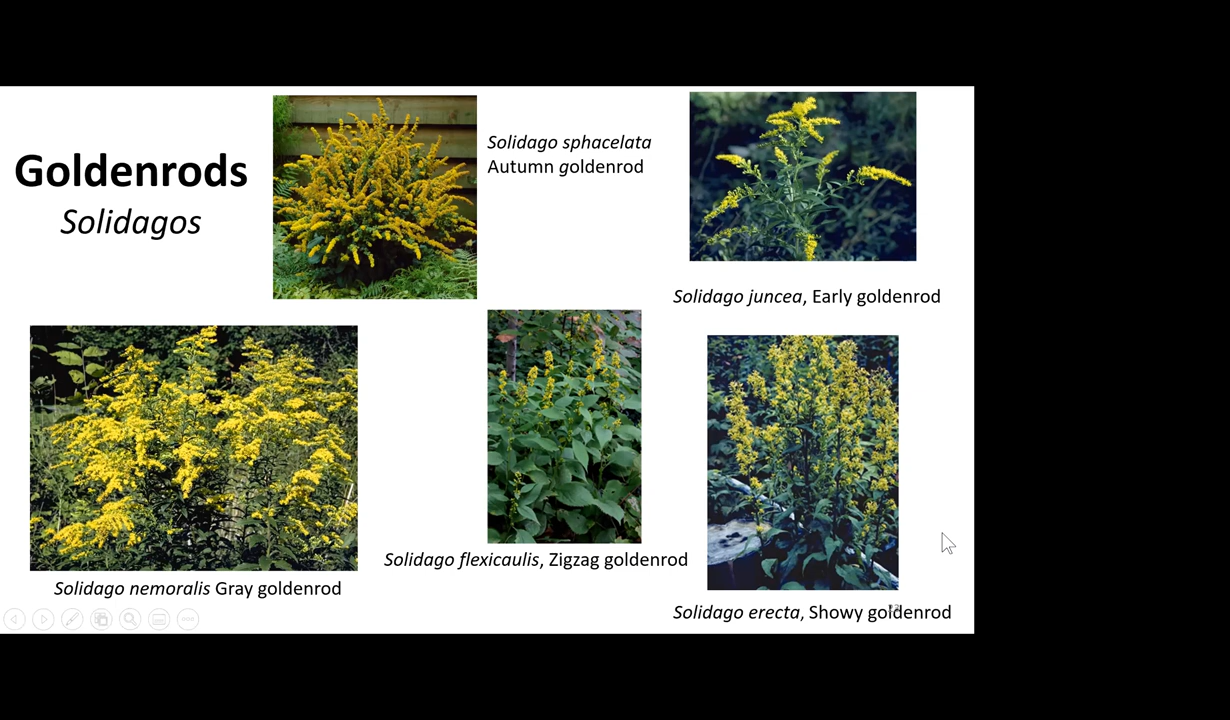 Goldenrods
Solidagos
Solidago sphacelata
Autumn goldenrod
Solidago juncea, Early goldenrod
Solidago nemoralis Gray goldenrod
Solidago flexicaulis, Zigzag goldenrod
Solidago erecta, Showy goldenrod